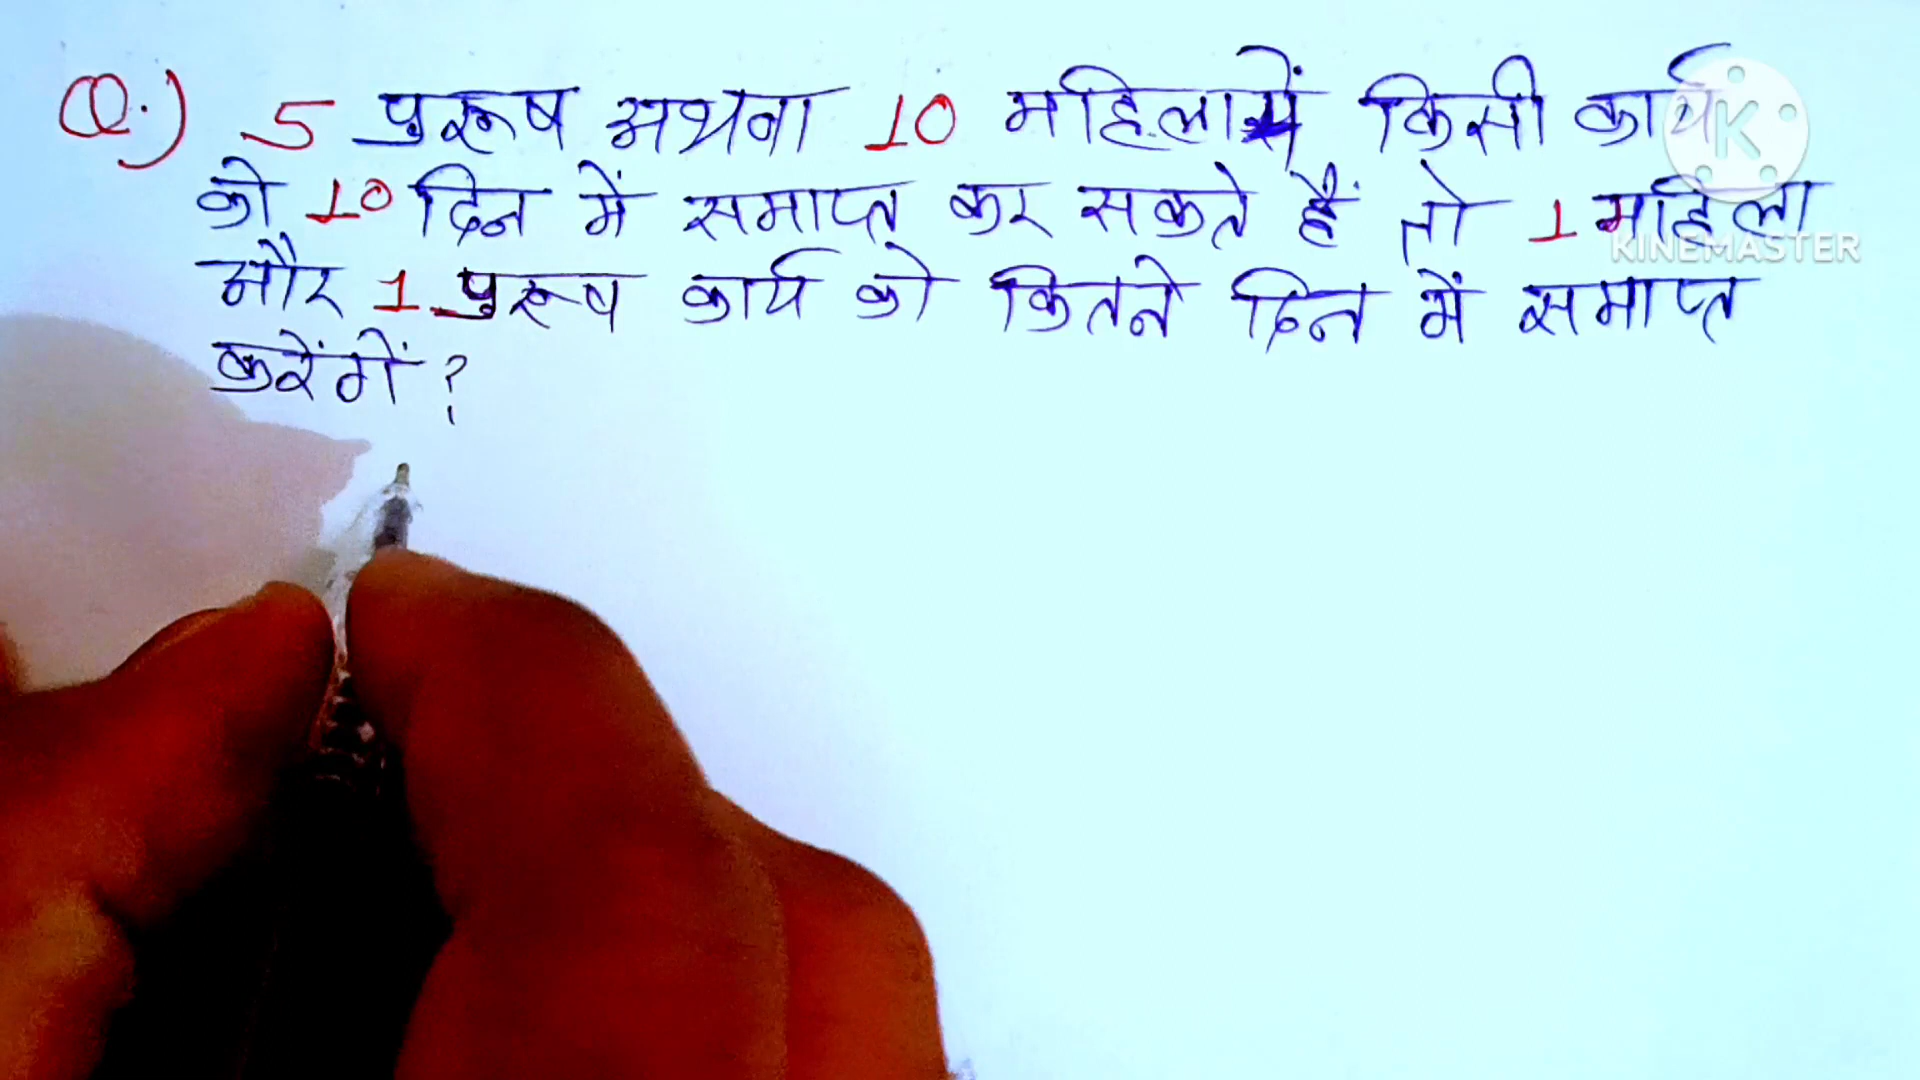 Q.) 5 पुरूष अथवा 10 महिलायें किसी कार्य
को 10 दिन में समाप्त कर सकते हैं तो 1 महिला
और 1 पुरूष कार्य को कितने दिन में समाप्त
करेंगें ?
K
KINEMASTER